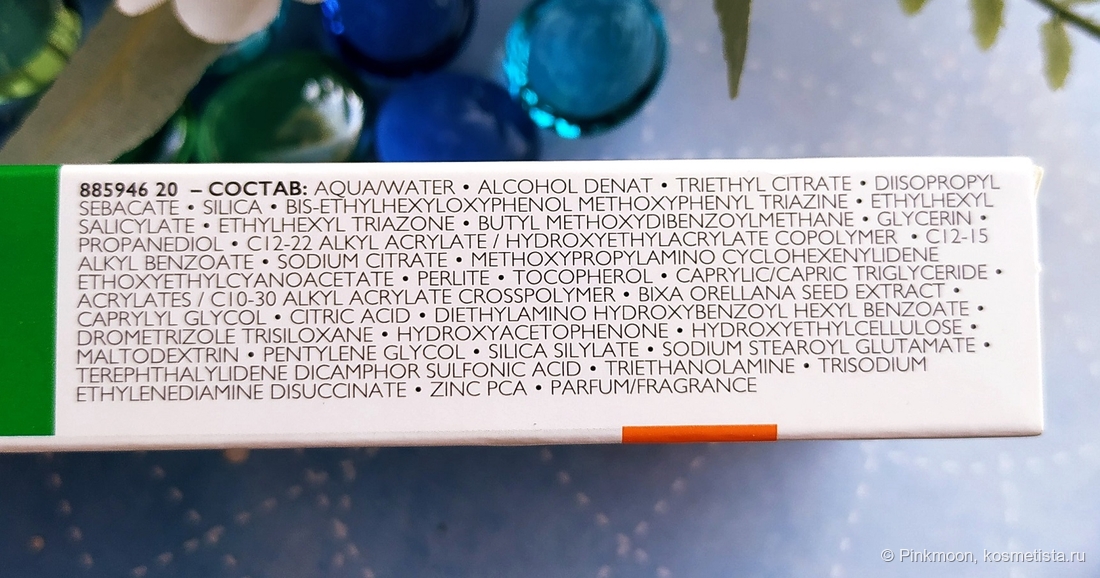 885946 20 – СОСТАВ: AQUA/WATER • ALCOHOL DENAT • TRIETHYL CITRATE • DIISOPROPYL
SEBACATE • SILICA • BIS-ETHYLHEXYLOXYPHENOL METHOXYPHENYL TRIAZINE • ETHYLHEXYL
SALICYLATE • ETHYLHEXYL TRIAZONE • BUTYL METHOXYDIBENZOYLMETHANE • GLYCERIN •
PROPANEDIOL • C12-22 ALKYL ACRYLATE / HYDROXYETHYLACRYLATE COPOLYMER • C12-15
ALKYL BENZOATE • SODIUM CITRATE • METHOXYPROPYLAMINO CYCLOHEXENYLIDENE
ETHOXYETHYLCYANOACETATE • PERLITE • TOCOPHEROL • CAPRYLIC/CAPRIC TRIGLYCERIDE •
ACRYLATES / C10-30 ALKYL ACRYLATE CROSSPOLYMER • BIXA ORELLANA SEED EXTRACT •
CAPRYLYL GLYCOL • CITRIC ACID • DIETHYLAMINO HYDROXYBENZOYL HEXYL BENZOATE •
DROMETRIZOLE TRISILOXANE • HYDROXYACETOPHENONE • HYDROXYETHYLCELLULOSE •
MALTODEXTRIN • PENTYLENE GLYCOL • SILICA SILYLATE • SODIUM STEAROYL GLUTAMATE •
TEREPHTHALYLIDENE DICAMPHOR SULFONIC ACID • TRIETHANOLAMINE • TRISODIUM
ETHYLENEDIAMINE DISUCCINATE • ZINC PCA • PARFUM/FRAGRANCE
© Pinkmoon, kosmetista.ru